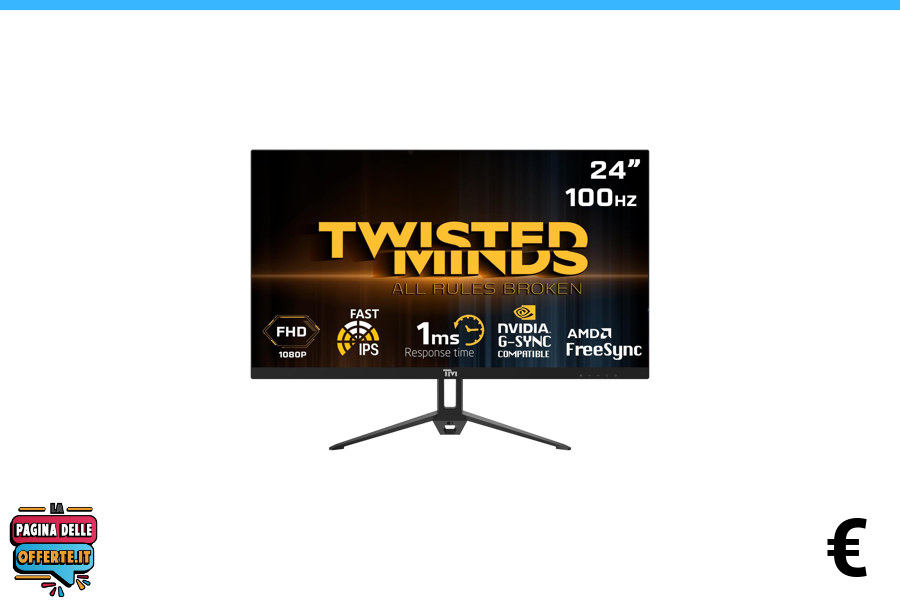 24”
100HZ
TWISTED
MINDS
ALL RULES BROKEN
FHD
1080P
FAST
IPS
1ms
Response time
NVIDIA
G-SYNC
COMPATIBLE
AMD
FreeSync
TM
LA
PAGINA DELLE
OFFERTE.IT
€